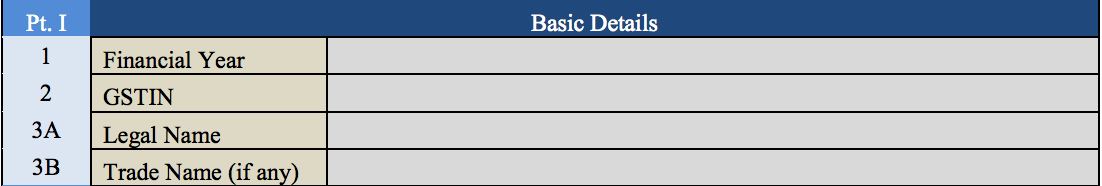 Pt. I Basic Details
1 Financial Year
2 GSTIN
3A Legal Name
3B Trade Name (if any)